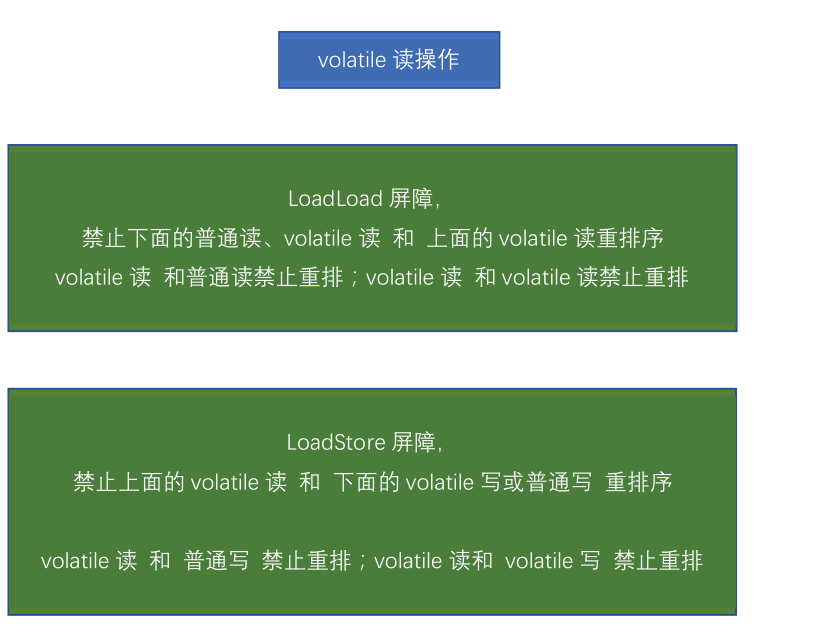 volatile 读操作
LoadLoad 屏障，
禁止下面的普通读、volatile 读  和  上面的 volatile 读重排序
volatile 读  和普通读禁止重排；volatile 读  和 volatile 读禁止重排
LoadStore 屏障，
禁止上面的 volatile 读  和  下面的 volatile 写或普通写  重排序
volatile 读  和  普通写  禁止重排；volatile 读和  volatile 写  禁止重排